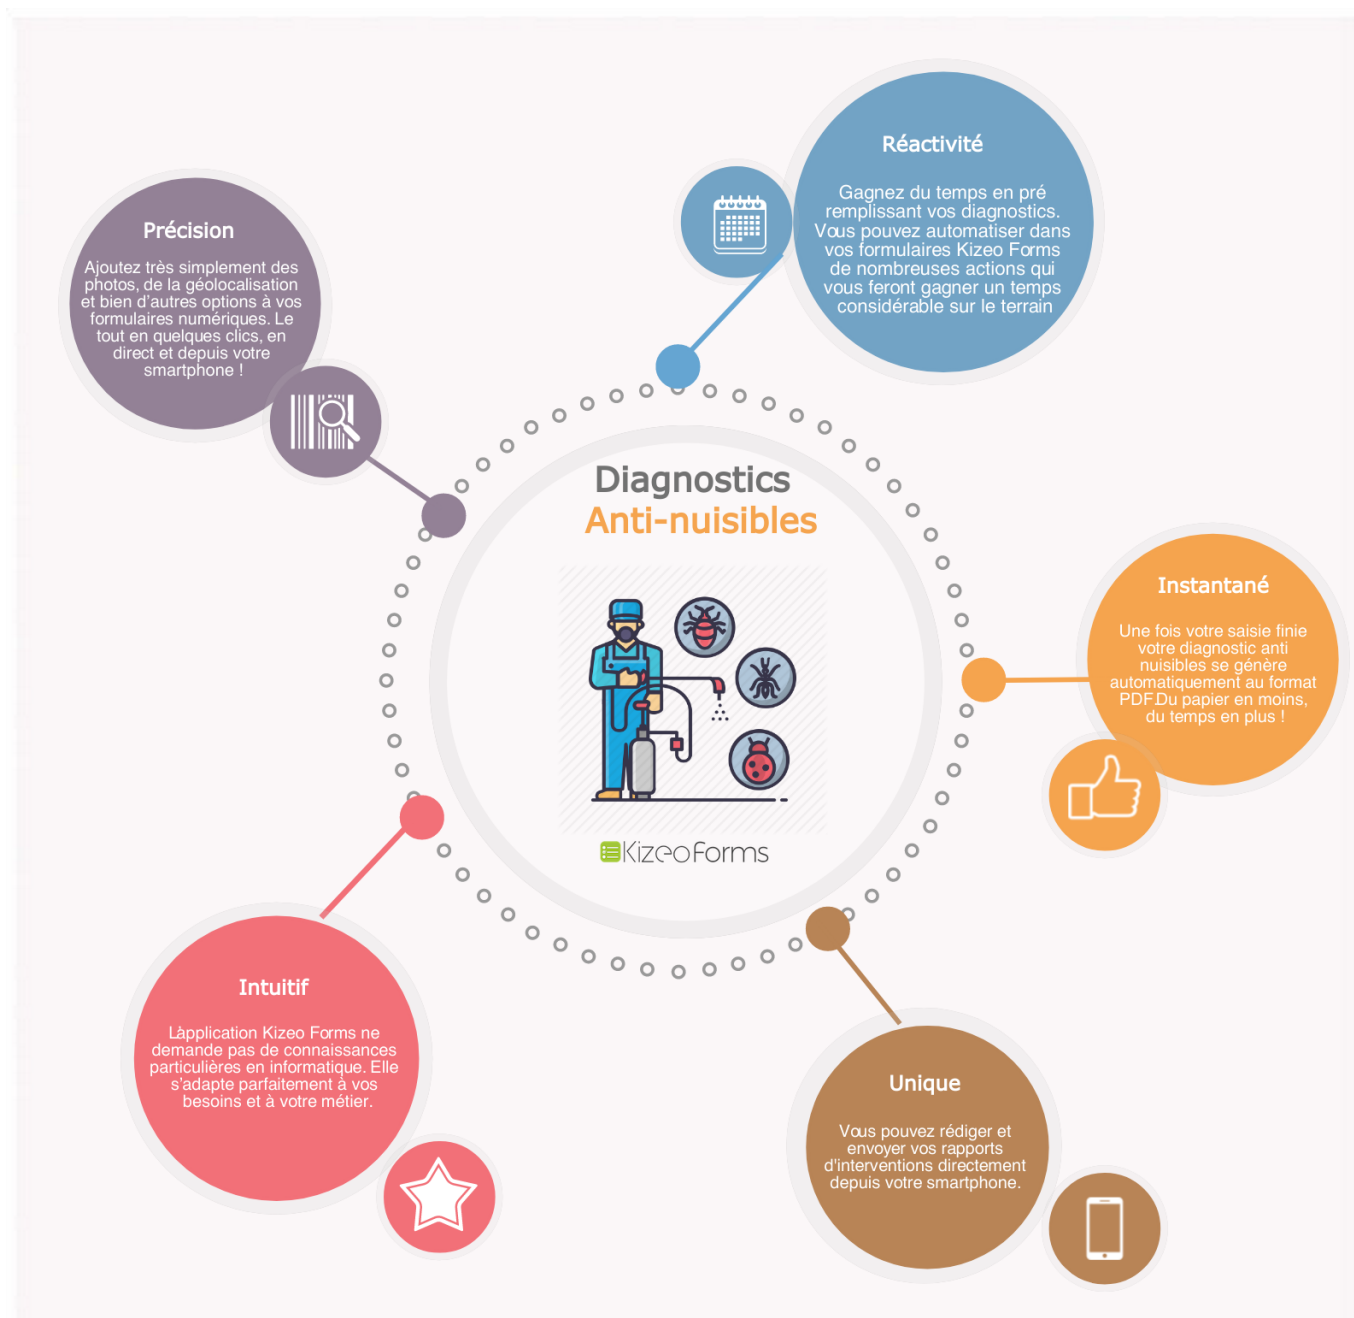 Réactivité
Gagnez du temps en pré
remplissant vos diagnostics.
Vous pouvez automatiser dans
vos formulaires Kizeo Forms
de nombreuses actions qui
vous feront gagner un temps
considérable sur le terrain
Précision
Ajoutez très simplement des
photos, de la géolocalisation
et bien d'autres options à vos
formulaires numériques. Le
tout en quelques clics, en
direct et depuis votre
smartphone !
Diagnostics
Anti-nuisibles
KizeoForms
Instantané
Une fois votre saisie finie
votre diagnostic anti
nuisibles se génère
automatiquement au format
PDF.Du papier en moins,
du temps en plus !
Intuitif
L'application Kizeo Forms ne
demande pas de connaissances
particulières en informatique. Elle
s'adapte parfaitement à vos
besoins et à votre métier.
Unique
Vous pouvez rédiger et
envoyer vos rapports
d'interventions directement
depuis votre smartphone.